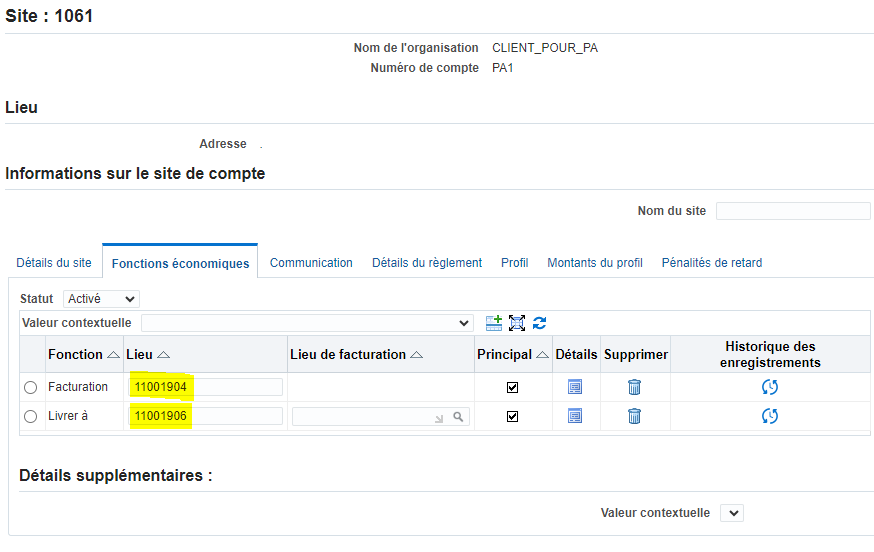 Site : 1061
Nom de l'organisation CLIENT_POUR_PA
Numéro de compte PA1
Lieu
Adresse .
Informations sur le site de compte
Nom du site
Détails du site Fonctions économiques Communication Détails du règlement Profil Montants du profil Pénalités de retard
Statut Activé
Valeur contextuelle
Fonction Lieu Lieu de facturation Principal Détails Supprimer Historique des
enregistrements
Facturation 11001904
Livrer à 11001906
Détails supplémentaires :
Valeur contextuelle